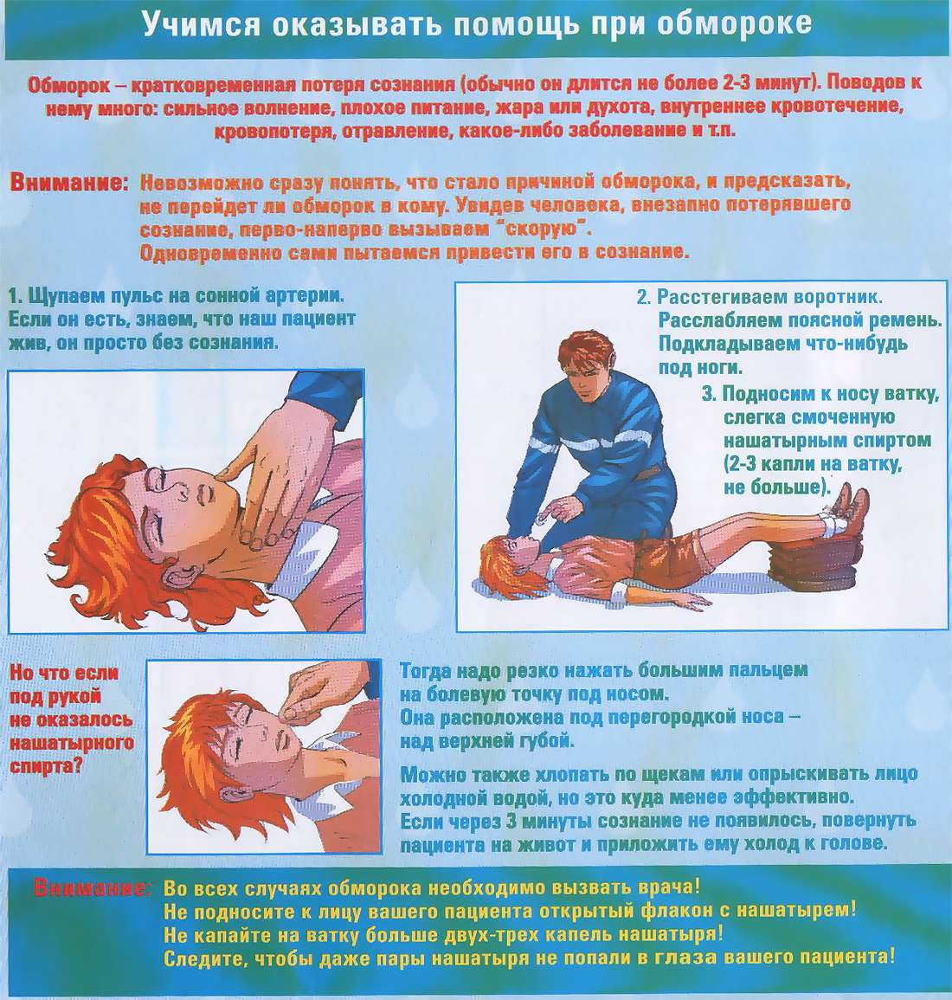 Учимся оказывать помощь при обмороке
Обморок – кратковременная потеря сознания (обычно он длится не более 2-3 минут). Поводов к
нему много: сильное волнение, плохое питание, жара или духота, внутреннее кровотечение,
кровопотеря, отравление, какое-либо заболевание и т.п.
Внимание: Невозможно сразу понять, что стало причиной обморока, и предсказать,
не перейдет ли обморок в кому. Увидев человека, внезапно потерявшего
сознание, перво-наперво вызываем "скорую".
Одновременно сами пытаемся привести его в сознание.
1. Щупаем пульс на сонной артерии.
Если он есть, знаем, что наш пациент
жив, он просто без сознания.
2. Расстегиваем воротник.
Расслабляем поясной ремень.
Подкладываем что-нибудь
под ноги.
3. Подносим к носу ватку,
слегка смоченную
нашатырным спиртом
(2-3 капли на ватку,
не больше).
Но что если
под рукой
не оказалось
нашатырного
спирта?
Тогда надо резко нажать большим пальцем
на болевую точку под носом.
Она расположена под перегородкой носа –
над верхней губой.
Можно также хлопать по щекам или опрыскивать лицо
холодной водой, но это куда менее эффективно.
Если через 3 минуты сознание не появилось, повернуть
пациента на живот и приложить ему холод к голове.
Внимание: Во всех случаях обморока необходимо вызвать врача!
Не подносите к лицу вашего пациента открытый флакон с нашатырем!
Не капайте на ватку больше двух-трех капель нашатыря!
Следите, чтобы даже пары нашатыря не попали в глаза вашего пациента!